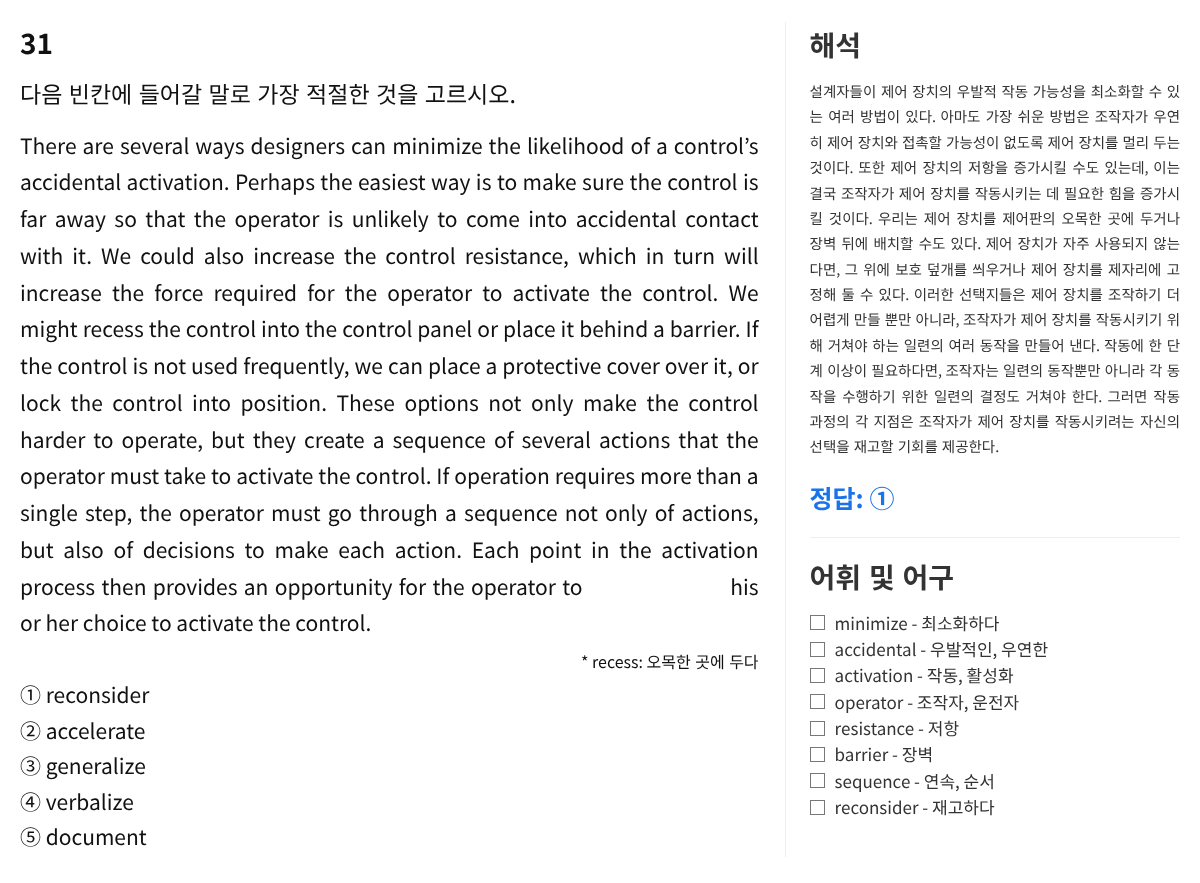 31
다음 빈칸에 들어갈 말로 가장 적절한 것을 고르시오.
There are several ways designers can minimize the likelihood of a control’s
accidental activation. Perhaps the easiest way is to make sure the control is
far away so that the operator is unlikely to come into accidental contact
with it. We could also increase the control resistance, which in turn will
increase the force required for the operator to activate the control. We
might recess the control into the control panel or place it behind a barrier. If
the control is not used frequently, we can place a protective cover over it, or
lock the control into position. These options not only make the control
harder to operate, but they create a sequence of several actions that the
operator must take to activate the control. If operation requires more than a
single step, the operator must go through a sequence not only of actions,
but also of decisions to make each action. Each point in the activation
process then provides an opportunity for the operator to his
or her choice to activate the control.
* recess: 오목한 곳에 두다
① reconsider
② accelerate
③ generalize
④ verbalize
⑤ document
해석
설계자들이 제어 장치의 우발적 작동 가능성을 최소화할 수 있
는 여러 방법이 있다. 아마도 가장 쉬운 방법은 조작자가 우연
히 제어 장치와 접촉할 가능성이 없도록 제어 장치를 멀리 두는
것이다. 또한 제어 장치의 저항을 증가시킬 수도 있는데, 이는
결국 조작자가 제어 장치를 작동시키는 데 필요한 힘을 증가시
킬 것이다. 우리는 제어 장치를 제어판의 오목한 곳에 두거나
장벽 뒤에 배치할 수도 있다. 제어 장치가 자주 사용되지 않는
다면, 그 위에 보호 덮개를 씌우거나 제어 장치를 제자리에 고
정해 둘 수 있다. 이러한 선택지들은 제어 장치를 조작하기 더
어렵게 만들 뿐만 아니라, 조작자가 제어 장치를 작동시키기 위
해 거쳐야 하는 일련의 여러 동작을 만들어 낸다. 작동에 한 단
계 이상이 필요하다면, 조작자는 일련의 동작뿐만 아니라 각 동
작을 수행하기 위한 일련의 결정도 거쳐야 한다. 그러면 작동
과정의 각 지점은 조작자가 제어 장치를 작동시키려는 자신의
선택을 재고할 기회를 제공한다.
정답: ①
어휘 및 어구
☐ minimize - 최소화하다
☐ accidental - 우발적인, 우연한
☐ activation - 작동, 활성화
☐ operator - 조작자, 운전자
☐ resistance - 저항
☐ barrier - 장벽
☐ sequence - 연속, 순서
☐ reconsider - 재고하다